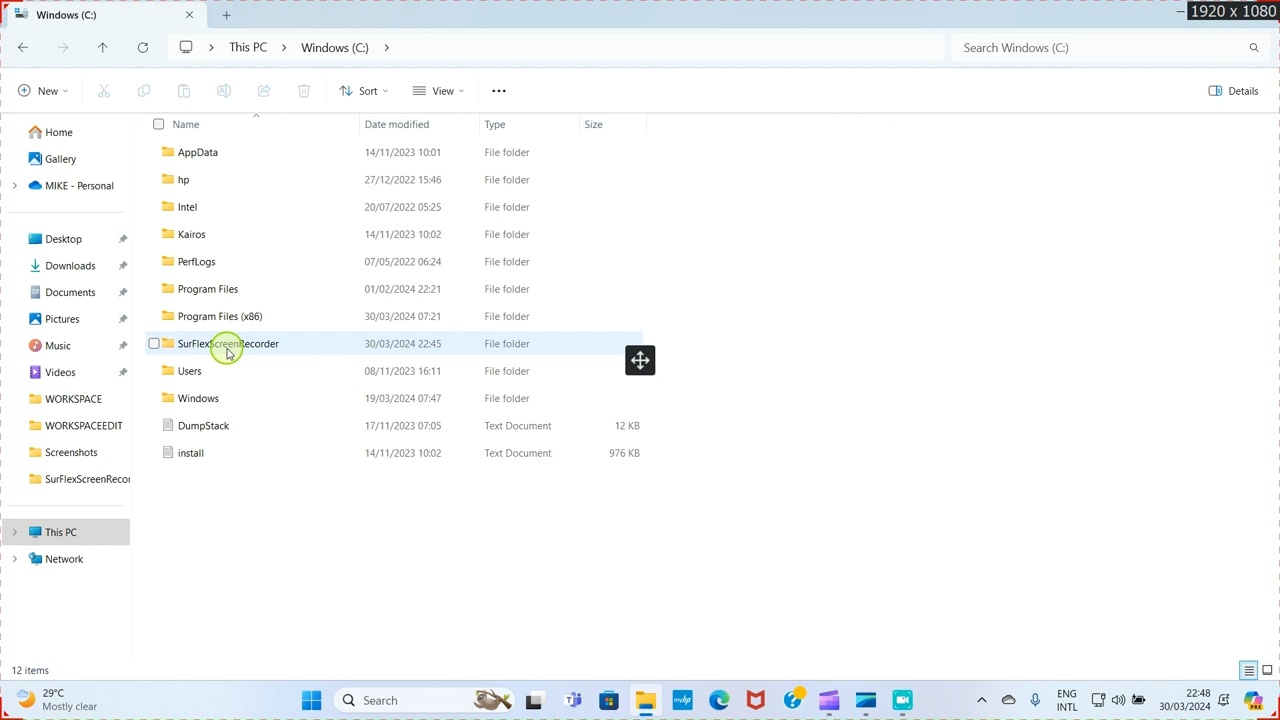 Windows (C:)
1920 x 1080
This PC
Windows (C:)
Search Windows (C:)
New
Sort
View
Details
Name
Date modified
Type
Size
Home
Gallery
MIKE - Personal
Desktop
Downloads
Documents
Pictures
Music
Videos
WORKSPACE
WORKSPACEEDIT
Screenshots
SurFlexScreenRecor
This PC
Network
AppData 14/11/2023 10:01 File folder
hp 27/12/2022 15:46 File folder
Intel 20/07/2022 05:25 File folder
Kairos 14/11/2023 10:02 File folder
PerfLogs 07/05/2022 06:24 File folder
Program Files 01/02/2024 22:21 File folder
Program Files (x86) 30/03/2024 07:21 File folder
SurFlexScreenRecorder 30/03/2024 22:45 File folder
Users 08/11/2023 16:11 File folder
Windows 19/03/2024 07:47 File folder
DumpStack 17/11/2023 07:05 Text Document 12 KB
install 14/11/2023 10:02 Text Document 976 KB
12 items
29°C
Mostly clear
Search
myhp
ENG
INTL
22:48
30/03/2024
PRE